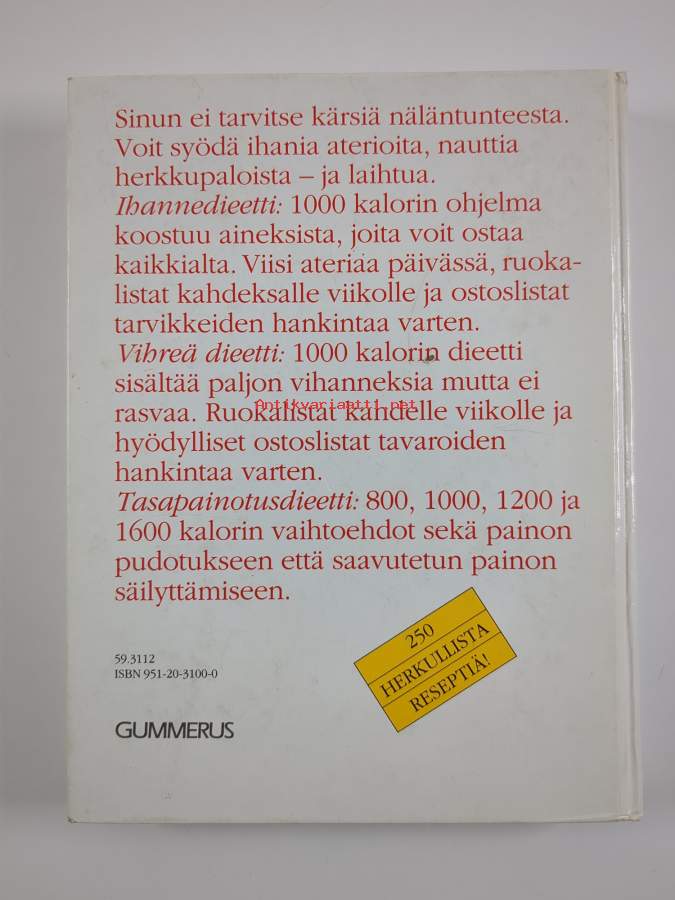 Sinun ei tarvitse kärsiä näläntunteesta.
Voit syödä ihania aterioita, nauttia
herkkupaloista – ja laihtua.
Ihannedieetti: 1000 kalorin ohjelma
koostuu aineksista, joita voit ostaa
kaikkialta. Viisi ateriaa päivässä, ruoka-
listat kahdeksalle viikolle ja ostoslistat
tarvikkeiden hankintaa varten.
Vihreä dieetti: 1000 kalorin dieetti
sisältää paljon vihanneksia mutta ei
Antikvariaatti.net
rasvaa. Ruokalistat kahdelle viikolle ja
hyödylliset ostoslistat tavaroiden
hankintaa varten.
Tasapainotusdieetti: 800, 1000, 1200 ja
1600 kalorin vaihtoehdot sekä painon
pudotukseen että saavutetun painon
säilyttämiseen.
250
HERKULLISTA
RESEPTIÄ!
59.3112
ISBN 951-20-3100-0
GUMMERUS